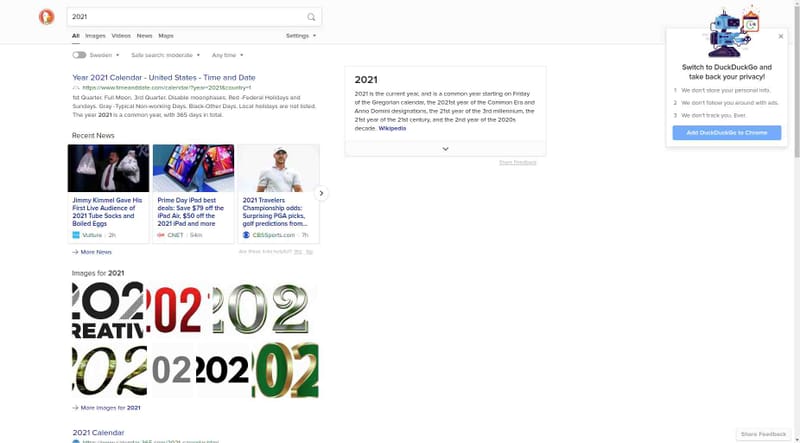 2021
All Images Videos News Maps Settings
Sweden Safe search: moderate Any time
Year 2021 Calendar - United States - Time and Date
https://www.timeanddate.com/calendar/?year=2021&country=1
1st Quarter. Full Moon. 3rd Quarter. Disable moonphases. Red -Federal Holidays and
Sundays. Gray -Typical Non-working Days. Black-Other Days. Local holidays are not listed.
The year 2021 is a common year, with 365 days in total.
Recent News
Jimmy Kimmel Gave His
First Live Audience of
2021 Tube Socks and
Boiled Eggs
Vulture 2h
Prime Day iPad best
deals: Save $79 off the
iPad Air, $50 off the
2021 iPad and more
CNET 54m
2021 Travelers
Championship odds:
Surprising PGA picks,
golf predictions from...
CBSSports.com 7h
More News
Are these links helpful? Yes No
Images for 2021
202
REATIV
202
202
202
02
202
02
More Images for 2021
2021 Calendar
2021
2021 is the current year, and is a common year starting on Friday
of the Gregorian calendar, the 2021st year of the Common Era and
Anno Domini designations, the 21st year of the 3rd millennium, the
21st year of the 21st century, and the 2nd year of the 2020s
decade. Wikipedia
Share Feedback
Switch to DuckDuckGo and
take back your privacy!
1 We don't store your personal info.
2 We don't follow you around with ads.
3 We don't track you. Ever.
Add DuckDuckGo to Chrome
Share Feedback